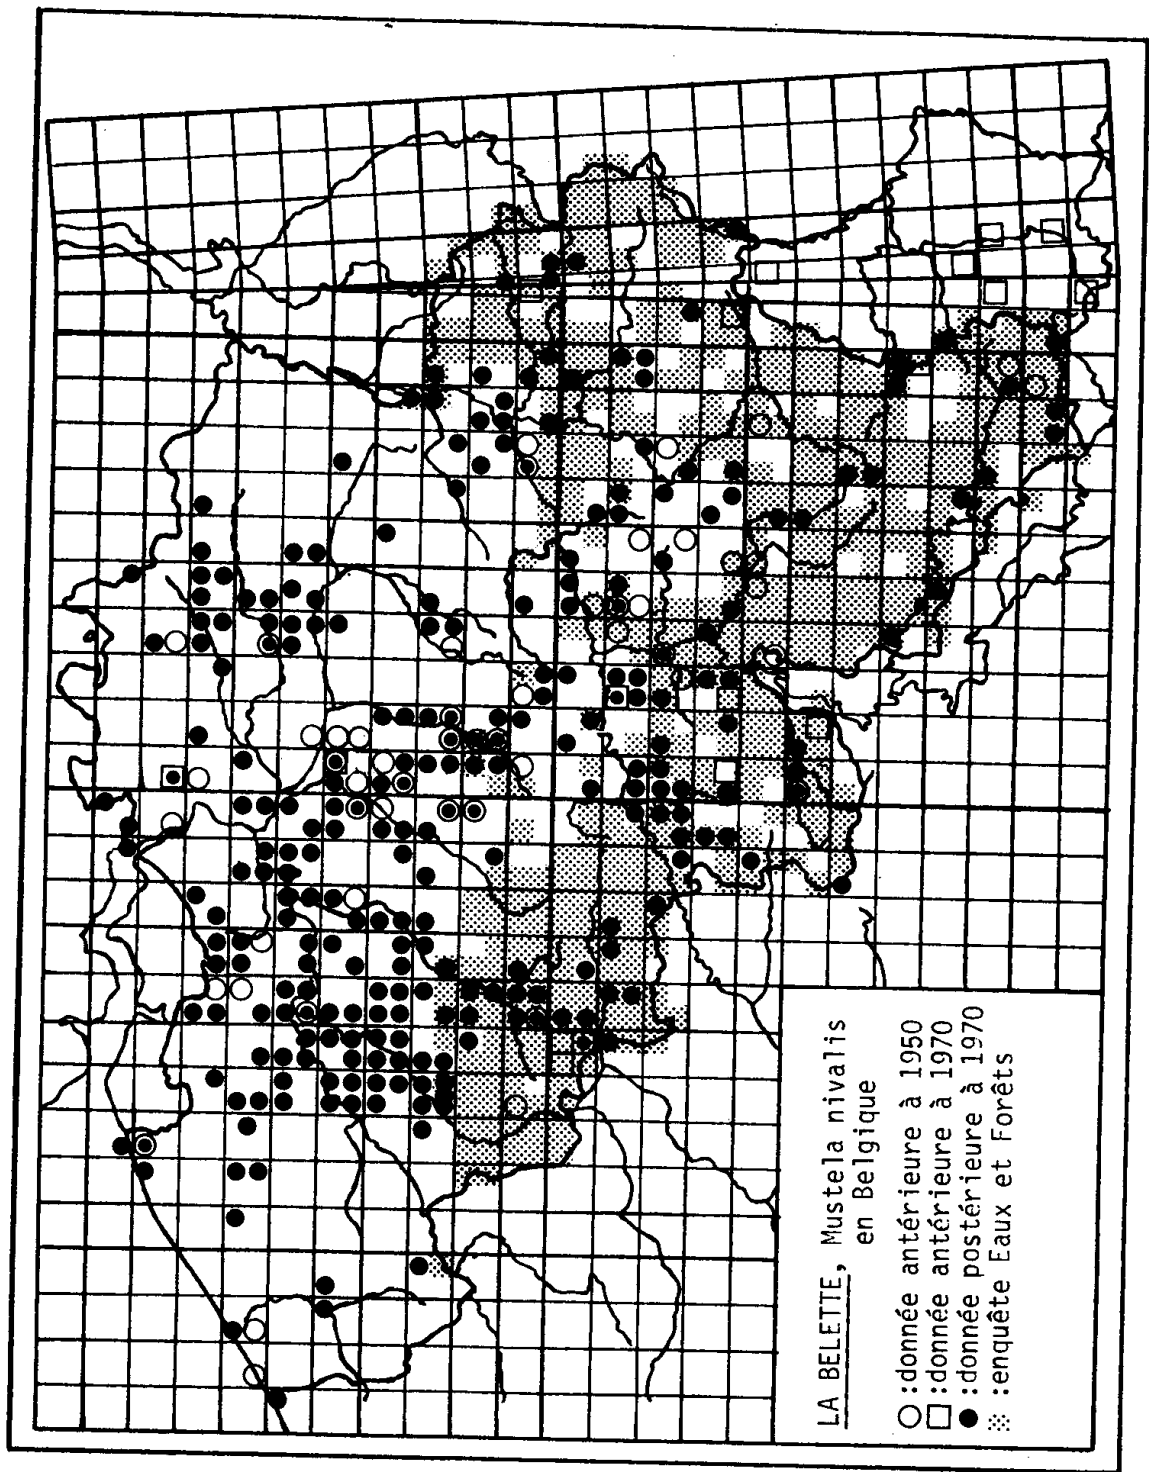 LA BELETTE, Mustela nivalis
en Belgique
○ :donnée antérieure à 1950
□ :donnée antérieure à 1970
● :donnée postérieure à 1970
░ :enquête Eaux et Forêts